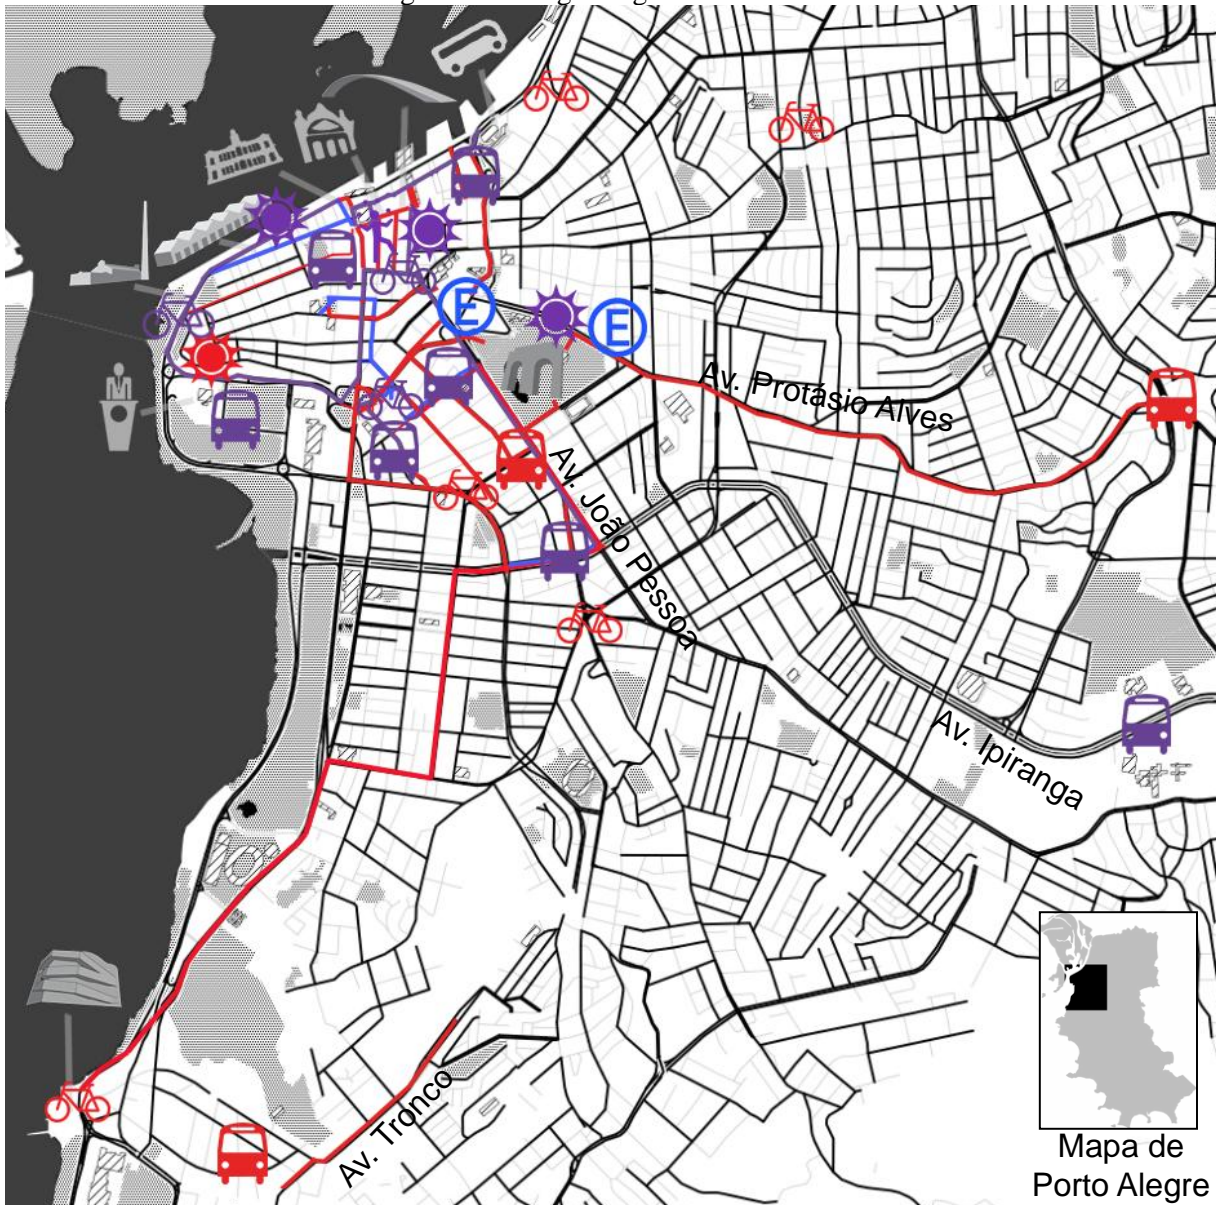 E
E
Av. Protásio Alves
Av. João Pessoa
Av. Ipiranga
Av. Tronco
Mapa de
Porto Alegre